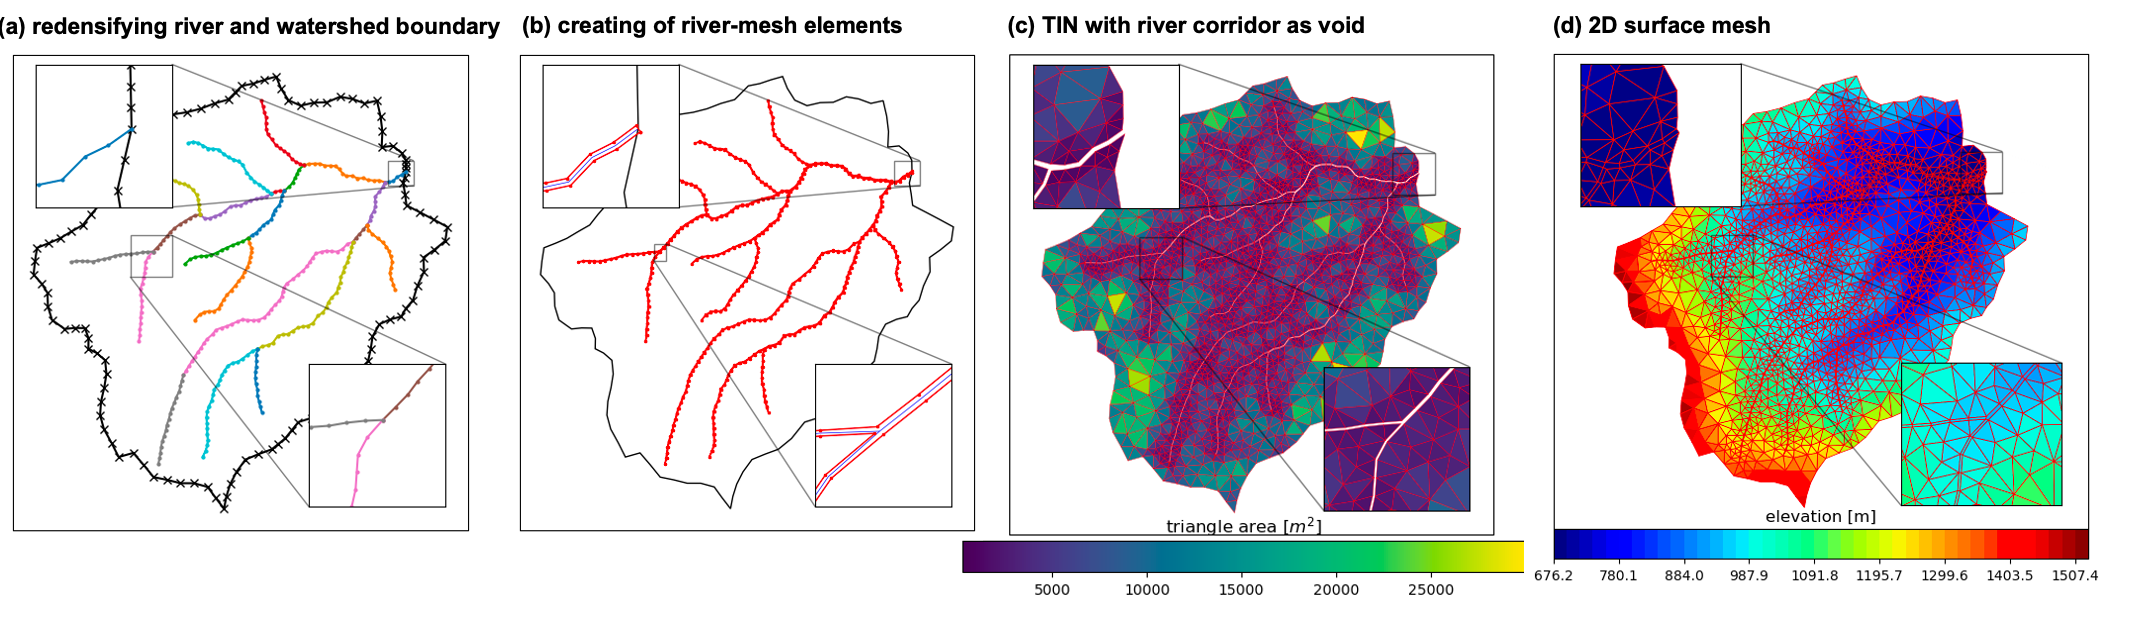 (a) redensifying river and watershed boundary
(b) creating of river-mesh elements
(c) TIN with river corridor as void
(d) 2D surface mesh
triangle area [m²]
5000 10000 15000 20000 25000
elevation [m]
676.2 780.1 884.0 987.9 1091.8 1195.7 1299.6 1403.5 1507.4